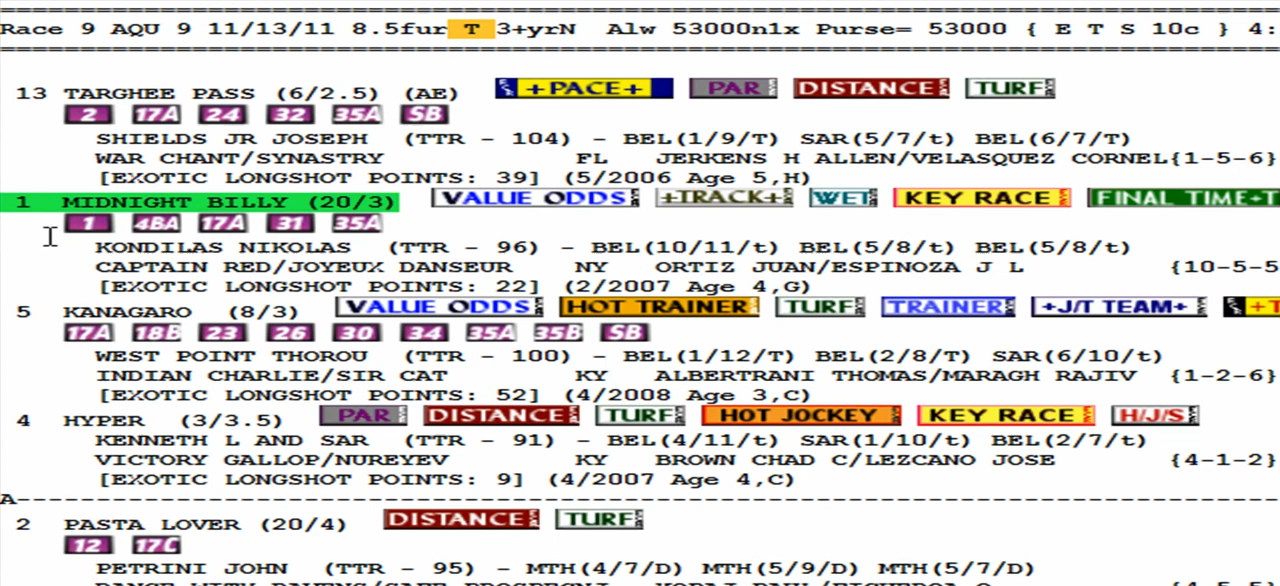 Race 9 AQU 9 11/13/11 8.5fur T 3+yrN Alw 53000n1x Purse= 53000 { E T S 10c } 4:
13 TARGHEE PASS (6/2.5) (AE) +PACE+ PAR DISTANCE TURF
2 17A 24 32 35A SB
SHIELDS JR JOSEPH (TTR - 104) - BEL(1/9/T) SAR(5/7/t) BEL(6/7/T)
WAR CHANT/SYNASTRY FL JERKENS H ALLEN/VELASQUEZ CORNEL{1-5-6}
[EXOTIC LONGSHOT POINTS: 39] (5/2006 Age 5,H)
1 MIDNIGHT BILLY (20/3) VALUE ODDS +TRACK+ WET KEY RACE FINAL TIME+T
1 4BA 17A 31 35A
KONDILAS NIKOLAS (TTR - 96) - BEL(10/11/t) BEL(5/8/t) BEL(5/8/t)
CAPTAIN RED/JOYEUX DANSEUR NY ORTIZ JUAN/ESPINOZA J L {10-5-5
[EXOTIC LONGSHOT POINTS: 22] (2/2007 Age 4,G)
5 KANAGARO (8/3) VALUE ODDS HOT TRAINER TURF TRAINER +J/T TEAM+ +T
17A 18B 23 26 30 34 35A 35B SB
WEST POINT THOROU (TTR - 100) - BEL(1/12/T) BEL(2/8/T) SAR(6/10/t)
INDIAN CHARLIE/SIR CAT KY ALBERTRANI THOMAS/MARAGH RAJIV {1-2-6}
[EXOTIC LONGSHOT POINTS: 52] (4/2008 Age 3,C)
4 HYPER (3/3.5) PAR DISTANCE TURF HOT JOCKEY KEY RACE H/J/S
KENNETH L AND SAR (TTR - 91) - BEL(4/11/t) SAR(1/10/t) BEL(2/7/t)
VICTORY GALLOP/NUREYEV KY BROWN CHAD C/LEZCANO JOSE {4-1-2}
[EXOTIC LONGSHOT POINTS: 9] (4/2007 Age 4,C)
A------------------------------------------------------------------------------
2 PASTA LOVER (20/4) DISTANCE TURF
12 17C
PETRINI JOHN (TTR - 95) - MTH(4/7/D) MTH(5/9/D) MTH(5/7/D)